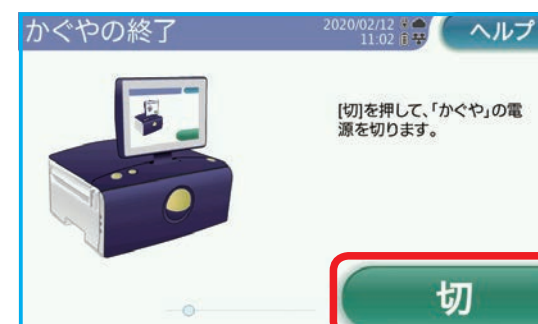 かぐやの終了
2020/02/12
11:02
ヘルプ
[切]を押して、「かぐや」の電
源を切ります。
切